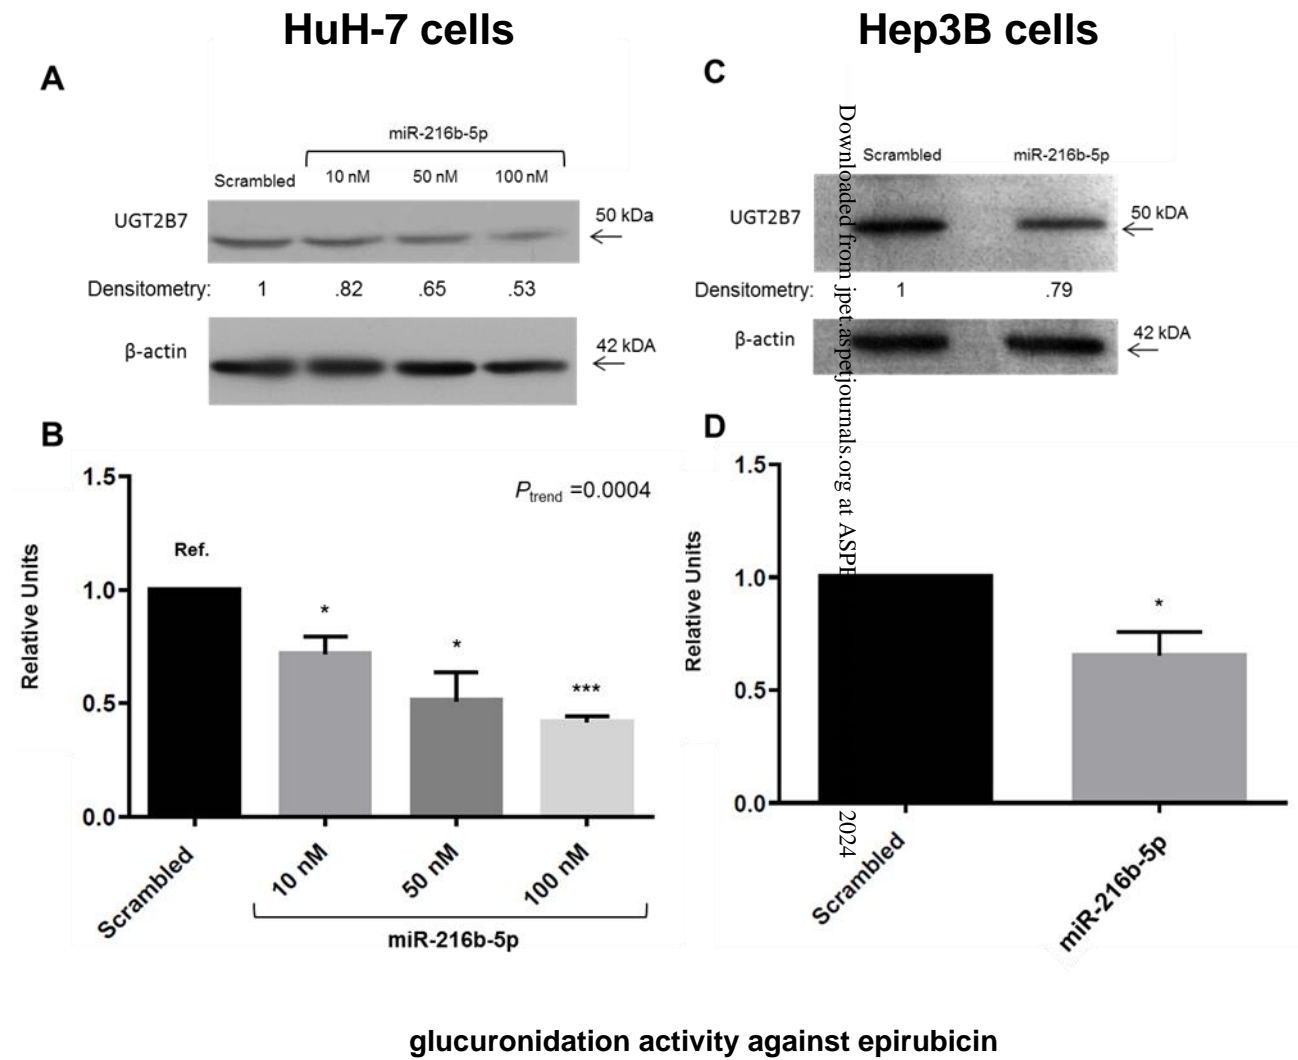 HuH-7 cells
Hep3B cells
A
miR-216b-5p
Scrambled 10 nM 50 nM 100 nM
UGT2B7
50 kDa
Densitometry: 1 .82 .65 .53
β-actin
42 kDA
C
Scrambled miR-216b-5p
UGT2B7
50 kDA
Densitometry: 1 .79
β-actin
42 kDA
Downloaded from jpet.aspetjournals.org at ASPE
2024
B
Ptrend =0.0004
Relative Units
1.5
1.0
0.5
0.0
Ref.
*
*
***
Scrambled
10 nM
50 nM
100 nM
miR-216b-5p
D
Relative Units
1.5
1.0
0.5
0.0
*
Scrambled
miR-216b-5p
glucuronidation activity against epirubicin